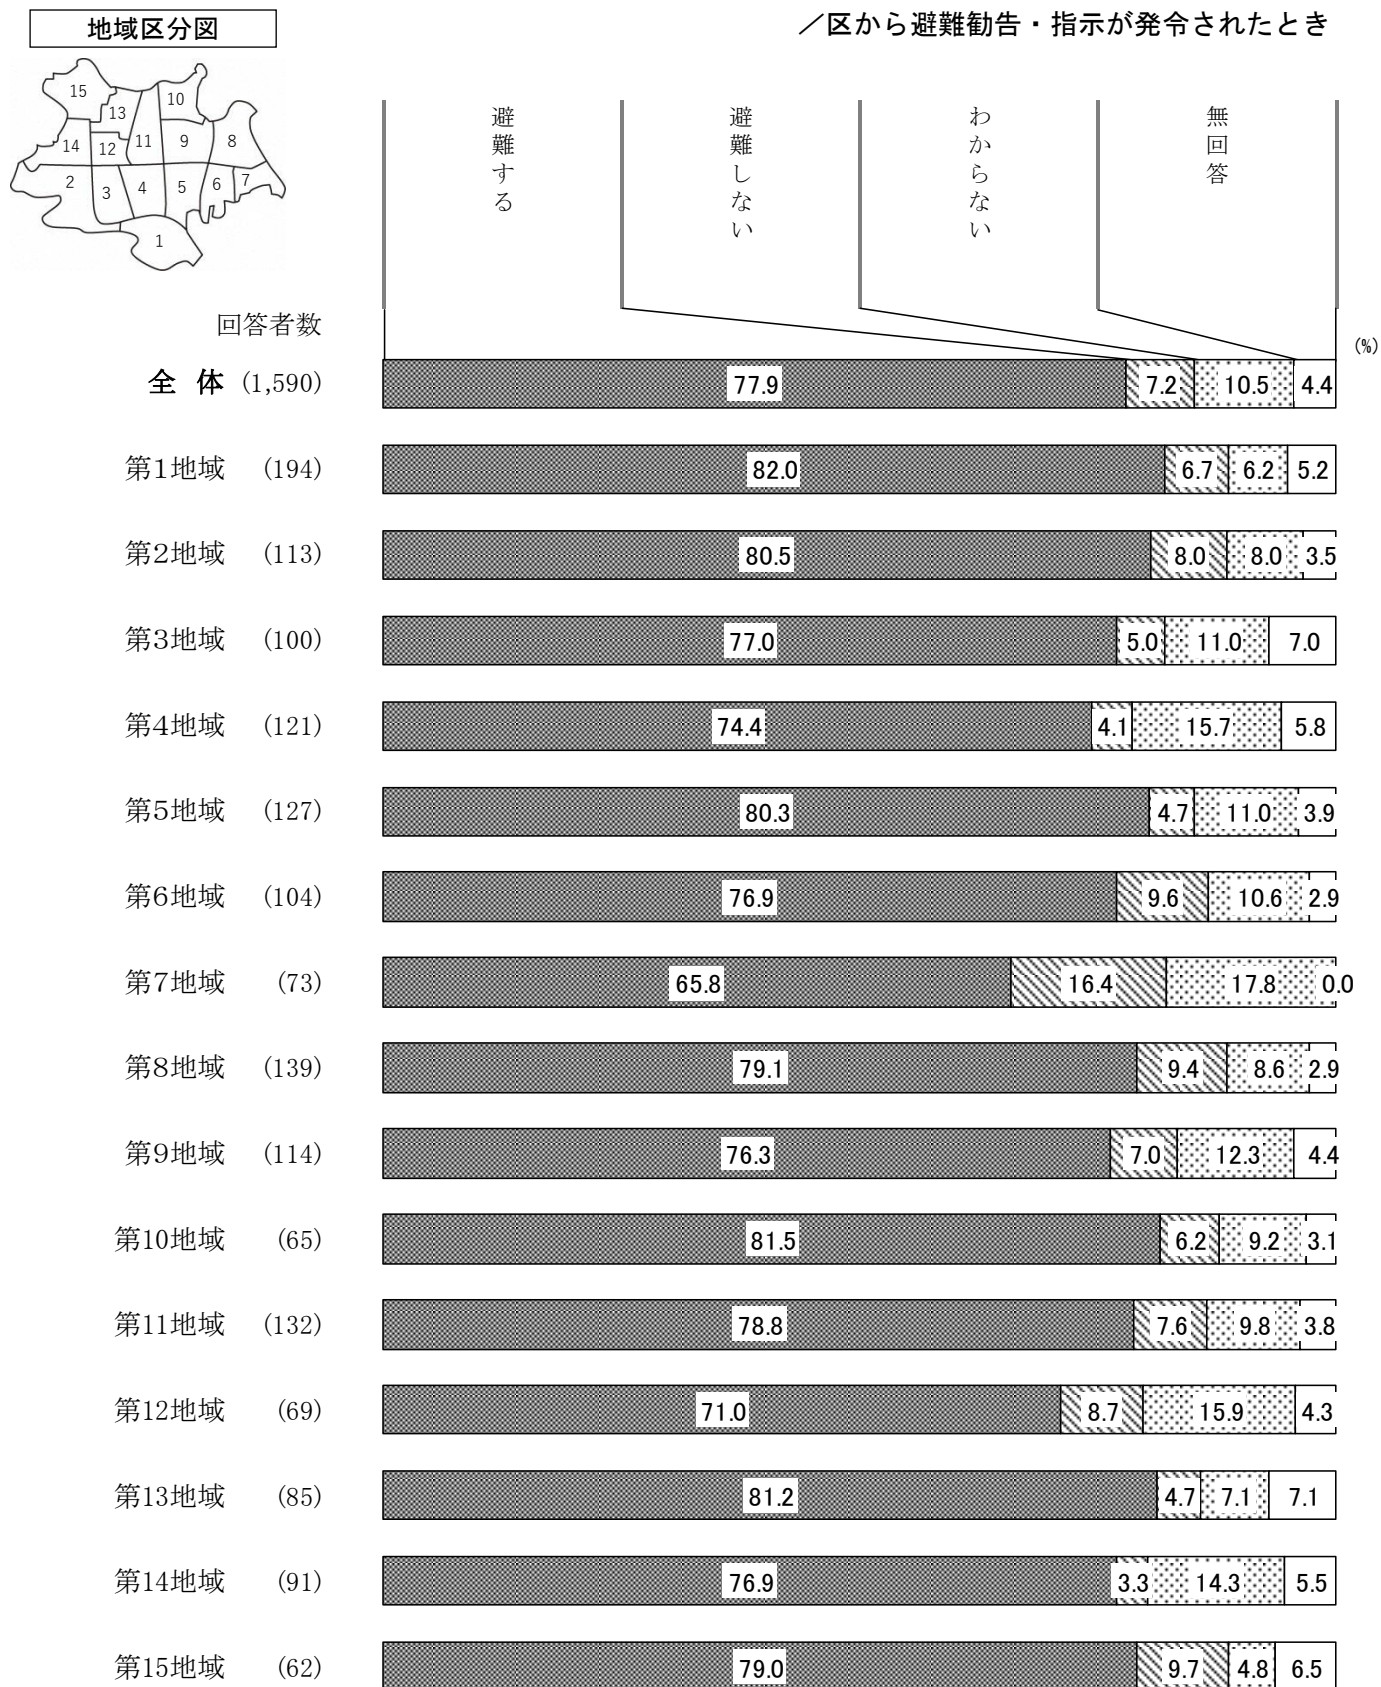 地域区分図
／区から避難勧告・指示が発令されたとき
15
10
13
14
12
11
9
8
2
3
4
5
6
7
1
避難する
避難しない
わからない
無回答
回答者数
(%)
全 体 (1,590) 77.9 7.2 10.5 4.4
第1地域 (194) 82.0 6.7 6.2 5.2
第2地域 (113) 80.5 8.0 8.0 3.5
第3地域 (100) 77.0 5.0 11.0 7.0
第4地域 (121) 74.4 4.1 15.7 5.8
第5地域 (127) 80.3 4.7 11.0 3.9
第6地域 (104) 76.9 9.6 10.6 2.9
第7地域 (73) 65.8 16.4 17.8 0.0
第8地域 (139) 79.1 9.4 8.6 2.9
第9地域 (114) 76.3 7.0 12.3 4.4
第10地域 (65) 81.5 6.2 9.2 3.1
第11地域 (132) 78.8 7.6 9.8 3.8
第12地域 (69) 71.0 8.7 15.9 4.3
第13地域 (85) 81.2 4.7 7.1 7.1
第14地域 (91) 76.9 3.3 14.3 5.5
第15地域 (62) 79.0 9.7 4.8 6.5